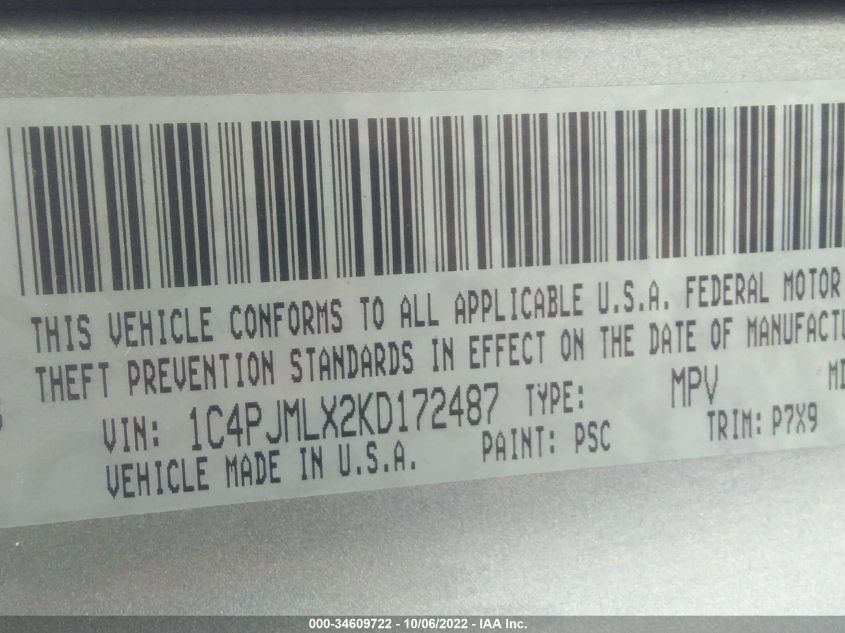 THIS VEHICLE CONFORMS TO ALL APPLICABLE U.S.A. FEDERAL MOTOR
THEFT PREVENTION STANDARDS IN EFFECT ON THE DATE OF MANUFACTU
VIN: 1C4PJMLX2KD172487 TYPE: MPV
VEHICLE MADE IN U.S.A. PAINT: PSC TRIM: P7X9
000-34609722 - 10/06/2022 - IAA Inc.